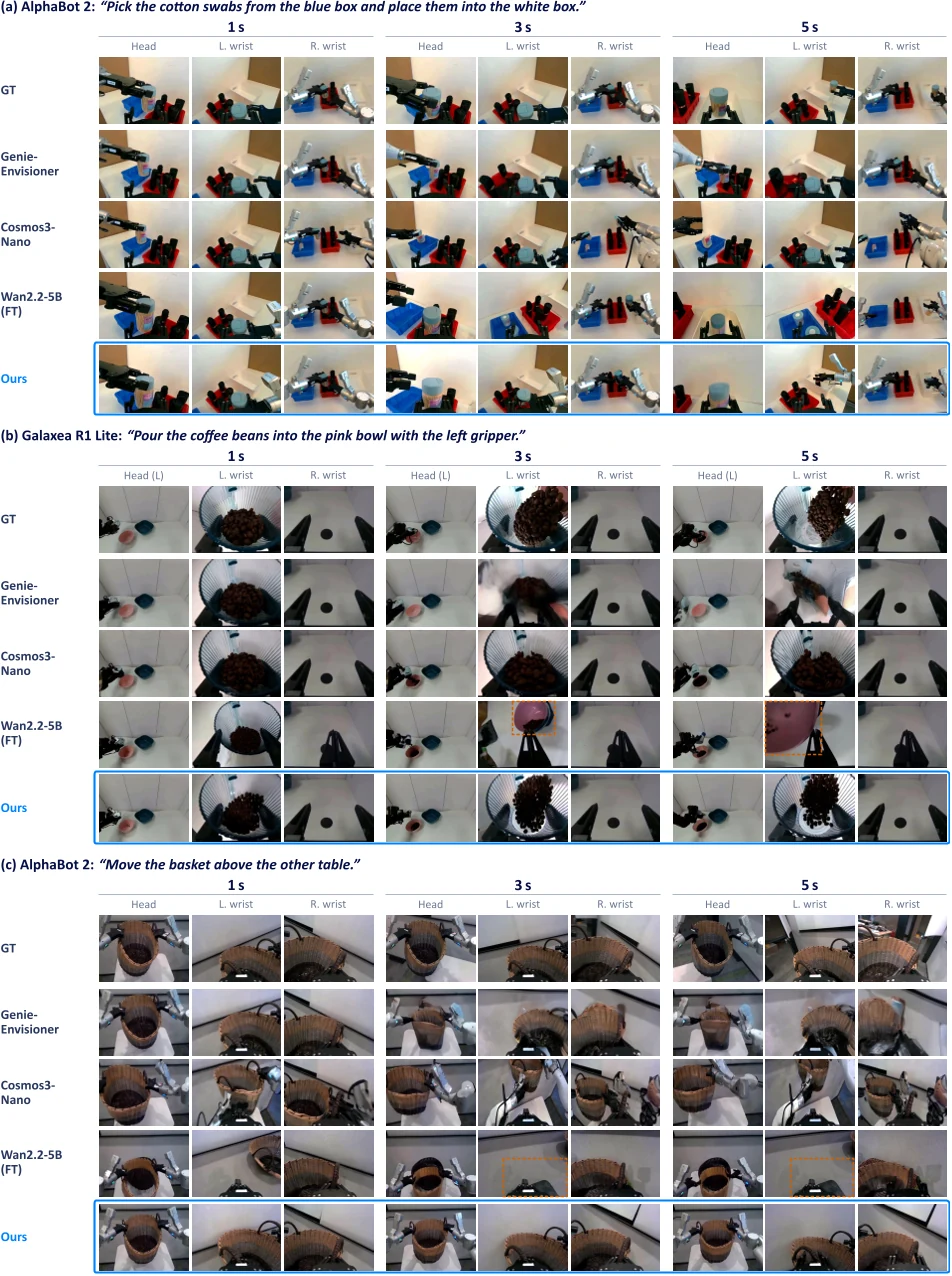 (a) AlphaBot 2: “Pick the cotton swabs from the blue box and place them into the white box.”
1 s 3 s 5 s
Head L. wrist R. wrist Head L. wrist R. wrist Head L. wrist R. wrist
GT
Genie-
Envisioner
Cosmos3-
Nano
Wan2.2-5B
(FT)
Ours
(b) Galaxea R1 Lite: “Pour the coffee beans into the pink bowl with the left gripper.”
1 s 3 s 5 s
Head (L) L. wrist R. wrist Head (L) L. wrist R. wrist Head (L) L. wrist R. wrist
GT
Genie-
Envisioner
Cosmos3-
Nano
Wan2.2-5B
(FT)
Ours
(c) AlphaBot 2: “Move the basket above the other table.”
1 s 3 s 5 s
Head L. wrist R. wrist Head L. wrist R. wrist Head L. wrist R. wrist
GT
Genie-
Envisioner
Cosmos3-
Nano
Wan2.2-5B
(FT)
Ours